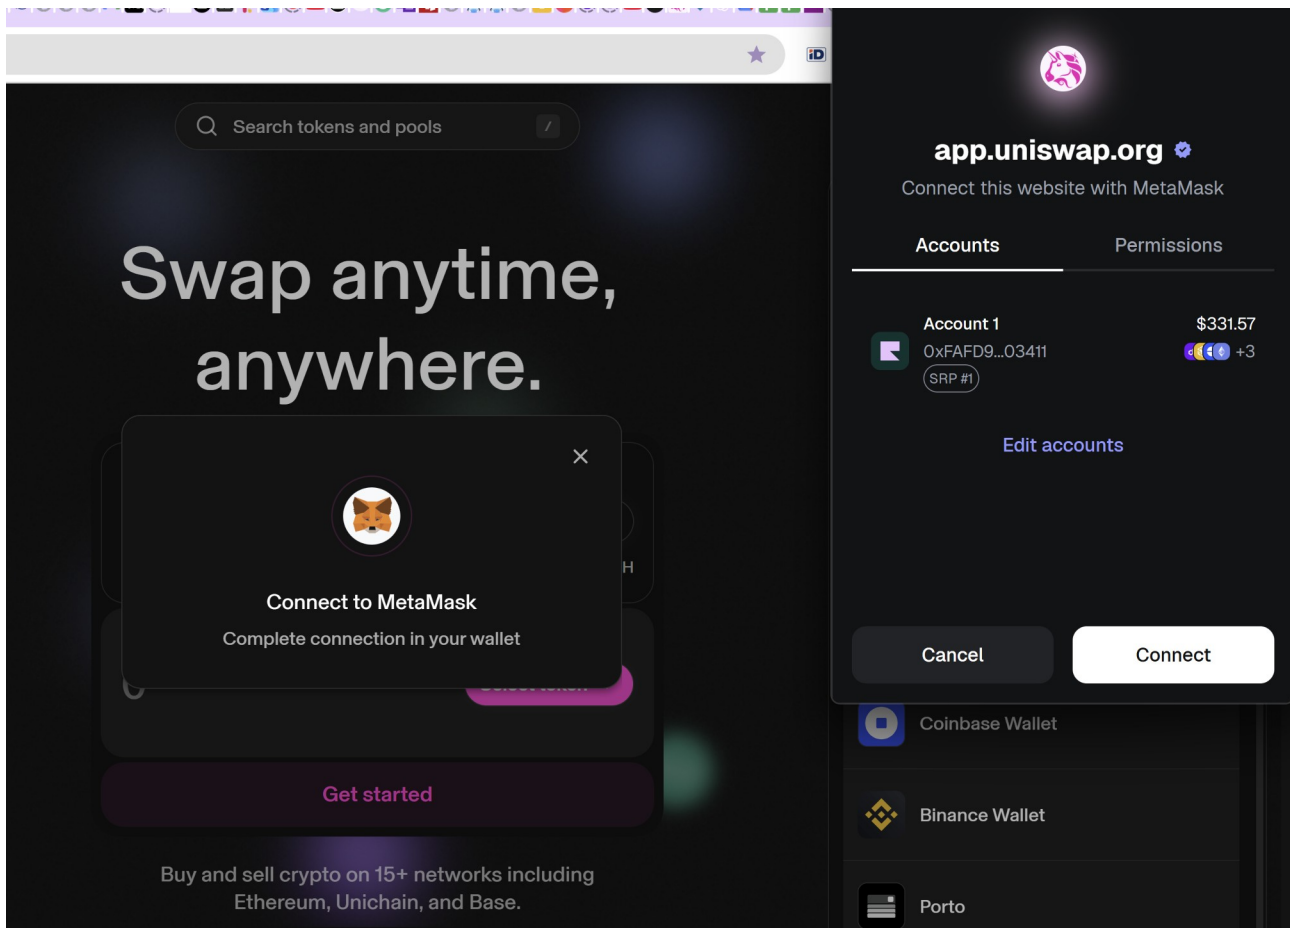 Search tokens and pools
/
Swap anytime,
anywhere.
Connect to MetaMask
Complete connection in your wallet
H
Get started
Buy and sell crypto on 15+ networks including
Ethereum, Unichain, and Base.
iD
app.uniswap.org
Connect this website with MetaMask
Accounts
Permissions
Account 1
$331.57
0xFAFD9...03411
+3
SRP #1
Edit accounts
Cancel
Connect
Coinbase Wallet
Binance Wallet
Porto